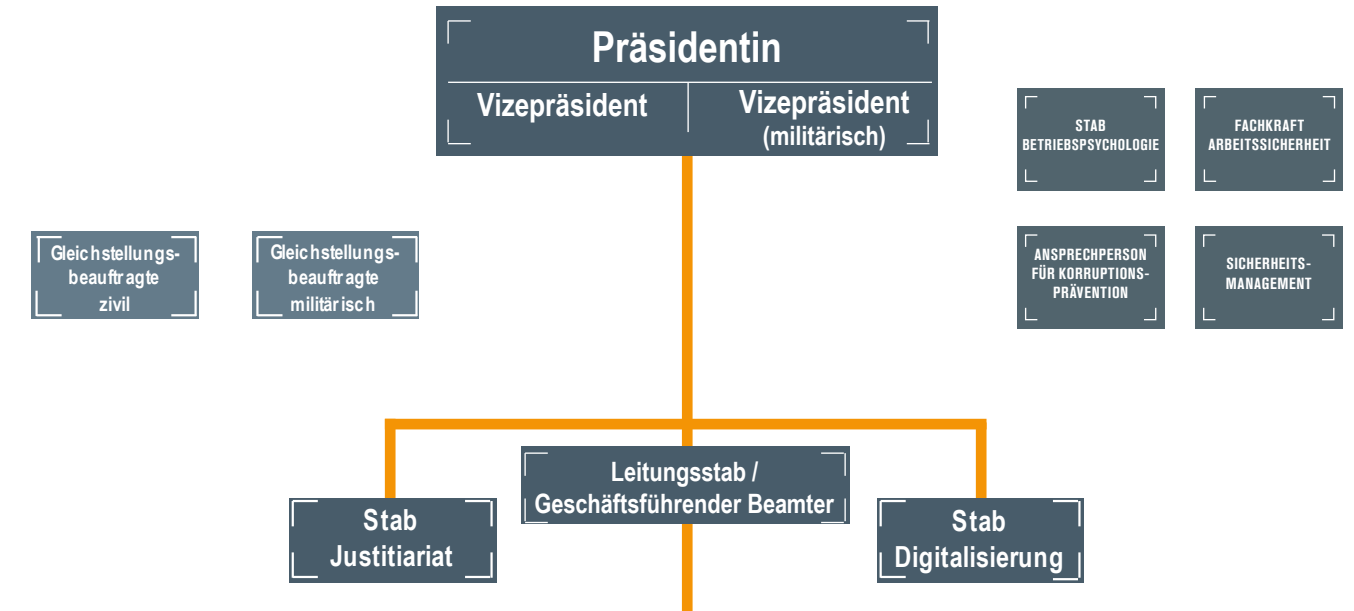 Präsidentin
Vizepräsident
Vizepräsident
(militärisch)
STAB
BETRIEBSPSYCHOLOGIE
FACHKRAFT
ARBEITSSICHERHEIT
Gleichstellungs-
beauftragte
zivil
Gleichstellungs-
beauftragte
militärisch
ANSPRECHPERSON
FÜR KORRUPTIONS-
PRÄVENTION
SICHERHEITS-
MANAGEMENT
Leitungsstab /
Geschäftsführender Beamter
Stab
Justitiariat
Stab
Digitalisierung